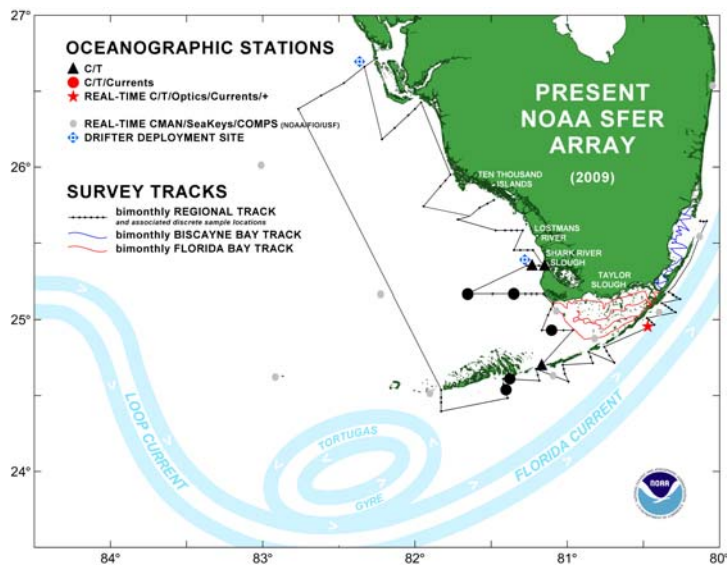 27°
26°
25°
24°
84°
83°
82°
81°
80°
OCEANOGRAPHIC STATIONS
C/T
C/T/Currents
REAL-TIME C/T/Optics/Currents/+
REAL-TIME CMAN/SeaKeys/COMPS (NOAA/FIO/USF)
DRIFTER DEPLOYMENT SITE
SURVEY TRACKS
bimonthly REGIONAL TRACK
and associated discrete sample locations
bimonthly BISCAYNE BAY TRACK
bimonthly FLORIDA BAY TRACK
PRESENT
NOAA SFER
ARRAY
(2009)
TEN THOUSAND
ISLANDS
LOSTMANS
RIVER
SHARK RIVER
SLOUGH
TAYLOR
SLOUGH
LOOP CURRENT
TORTUGAS
GYRE
FLORIDA CURRENT
NOAA